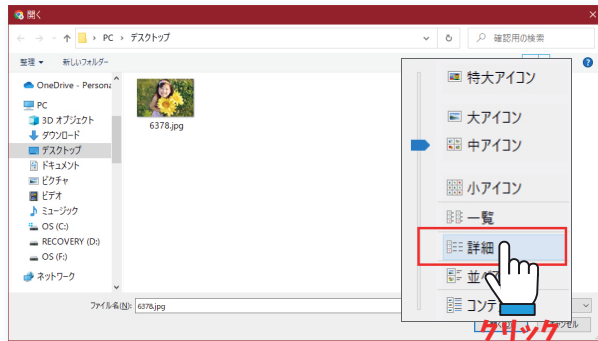 開く
PC › デスクトップ
確認用の検索
整理 ▼ 新しいフォルダー
OneDrive - Persona
PC
3D オブジェクト
ダウンロード
デスクトップ
ドキュメント
ピクチャ
ビデオ
ミュージック
OS (C:)
RECOVERY (D:)
OS (F:)
ネットワーク
6378.jpg
特大アイコン
大アイコン
中アイコン
小アイコン
一覧
詳細
並べ
コンテ
ファイル名(N): 6378.jpg
クリック